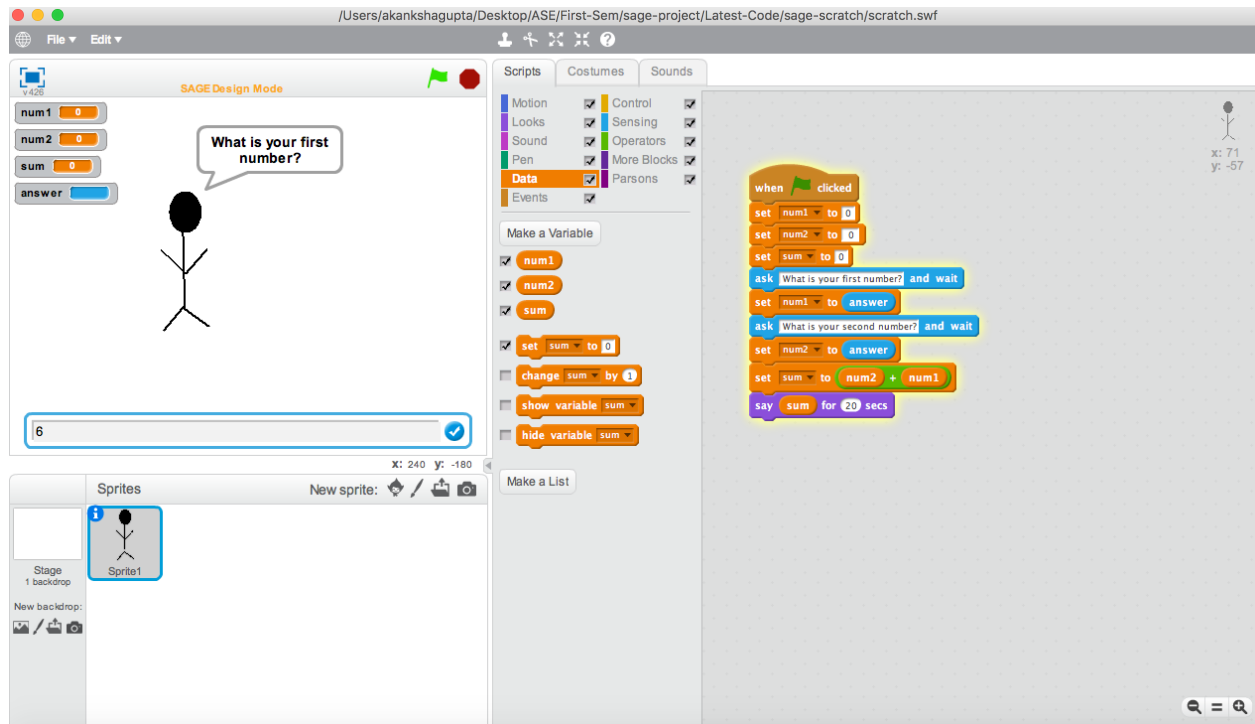 /Users/akankshagupta/Desktop/ASE/First-Sem/sage-project/Latest-Code/sage-scratch/scratch.swf
File Edit
v426
SAGE Design Mode
num1 0
num2 0
sum 0
answer
What is your first
number?
6
X: 240 y: -180
Sprites New sprite:
Stage
1 backdrop
New backdrop:
Sprite1
Scripts Costumes Sounds
Motion Control
Looks Sensing
Sound Operators
Pen More Blocks
Data Parsons
Events
Make a Variable
num1
num2
sum
set sum to 0
change sum by 1
show variable sum
hide variable sum
Make a List
when clicked
set num1 to 0
set num2 to 0
set sum to 0
ask What is your first number? and wait
set num1 to answer
ask What is your second number? and wait
set num2 to answer
set sum to num2 + num1
say sum for 20 secs
x: 71
y: -57